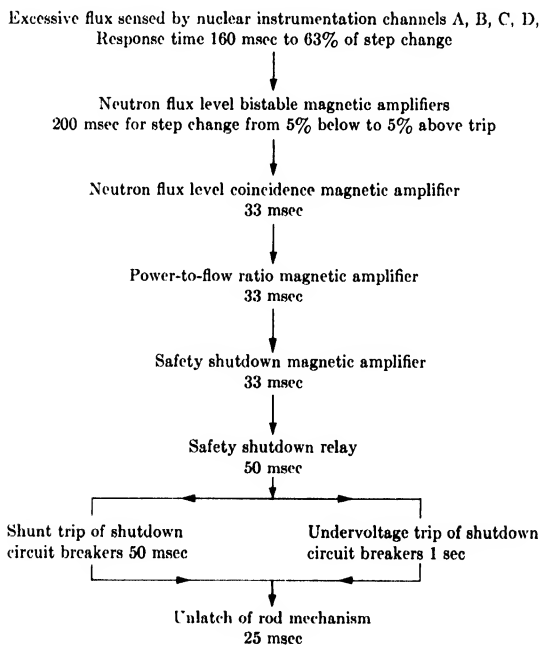 Excessive flux sensed by nuclear instrumentation channels A, B, C, D,
Response time 160 msec to 63% of step change
Neutron flux level bistable magnetic amplifiers
200 msec for step change from 5% below to 5% above trip
Neutron flux level coincidence magnetic amplifier
33 msec
Power-to-flow ratio magnetic amplifier
33 msec
Safety shutdown magnetic amplifier
33 msec
Safety shutdown relay
50 msec
Shunt trip of shutdown
circuit breakers 50 msec
Undervoltage trip of shutdown
circuit breakers 1 sec
Unlatch of rod mechanism
25 msec